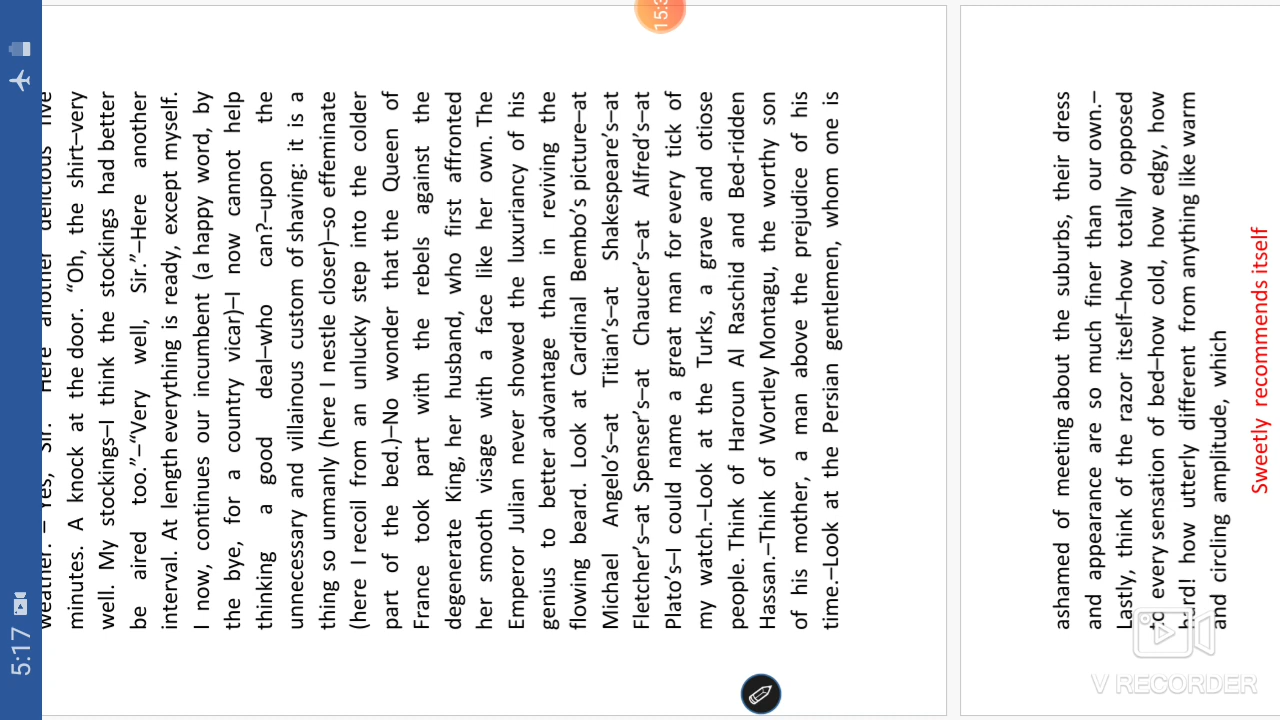 5:17
15:3
weather. – "Yes, Sir." Here another delicious five
minutes. A knock at the door. “Oh, the shirt–very
well. My stockings–I think the stockings had better
be aired too.”–“Very well, Sir.”–Here another
interval. At length everything is ready, except myself.
I now, continues our incumbent (a happy word, by
the bye, for a country vicar)–I now cannot help
thinking a good deal–who can?–upon the
unnecessary and villainous custom of shaving: it is a
thing so unmanly (here I nestle closer)–so effeminate
(here I recoil from an unlucky step into the colder
part of the bed.)–No wonder that the Queen of
France took part with the rebels against the
degenerate King, her husband, who first affronted
her smooth visage with a face like her own. The
Emperor Julian never showed the luxuriancy of his
genius to better advantage than in reviving the
flowing beard. Look at Cardinal Bembo’s picture–at
Michael Angelo’s–at Titian’s–at Shakespeare’s–at
Fletcher’s–at Spenser’s–at Chaucer’s–at Alfred’s–at
Plato’s–I could name a great man for every tick of
my watch.–Look at the Turks, a grave and otiose
people. Think of Haroun Al Raschid and Bed-ridden
Hassan.–Think of Wortley Montagu, the worthy son
of his mother, a man above the prejudice of his
time.–Look at the Persian gentlemen, whom one is
ashamed of meeting about the suburbs, their dress
and appearance are so much finer than our own.–
Lastly, think of the razor itself–how totally opposed
to every sensation of bed–how cold, how edgy, how
hard! how utterly different from anything like warm
and circling amplitude, which
Sweetly recommends itself
V RECORDER